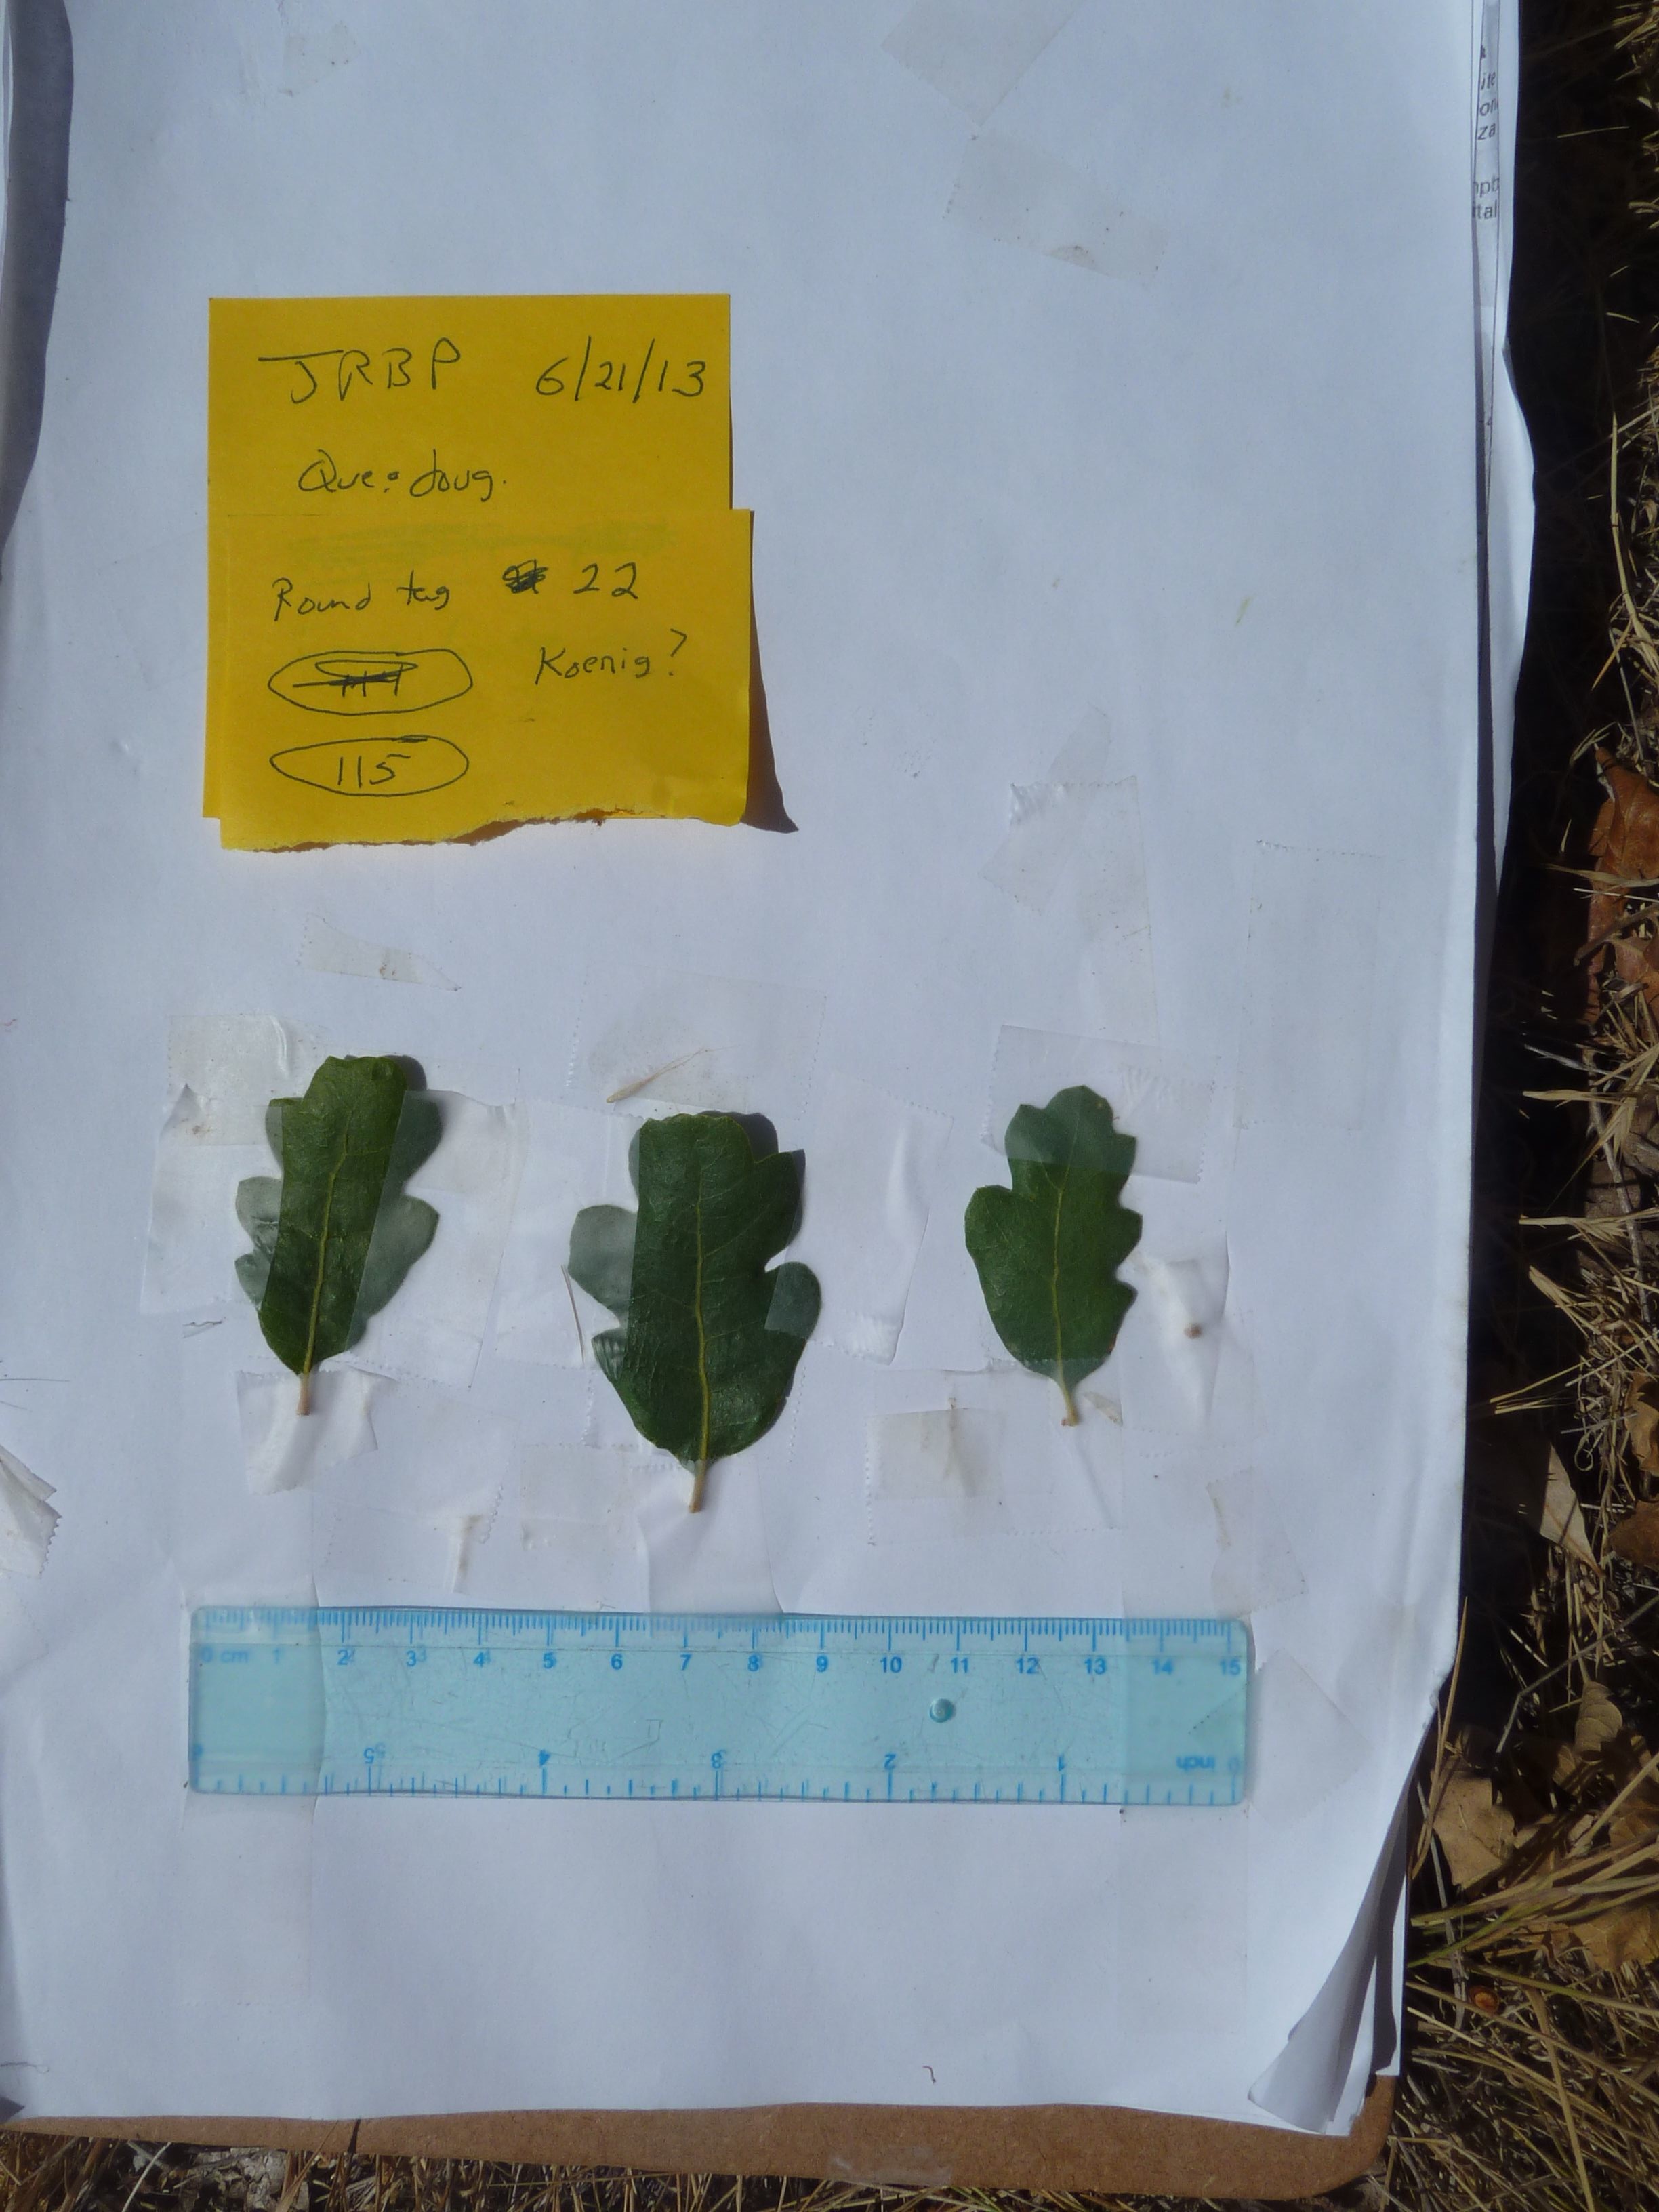 JRBP 6/21/13
Que. doug.
Round tag 22
Koenig?
115
0 cm 1 2 3 4 5 6 7 8 9 10 11 12 13 14 15
5 4 3 2 1 inch 0